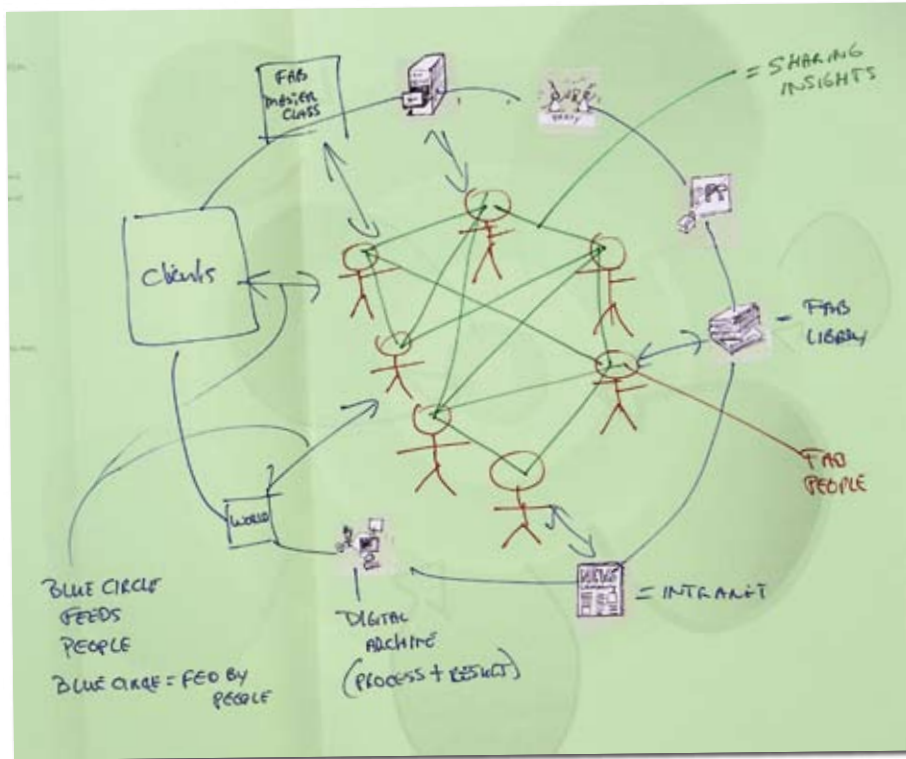 FAB
MASTER
CLASS
= SHARING
INSIGHTS
Clients
= FAB
LIBRARY
FAB
PEOPLE
WORLD
= INTRANET
DIGITAL
ARCHIVE
(PROCESS + RESULT)
BLUE CIRCLE
FEEDS
PEOPLE
BLUE CIRCLE = FED BY
PEOPLE